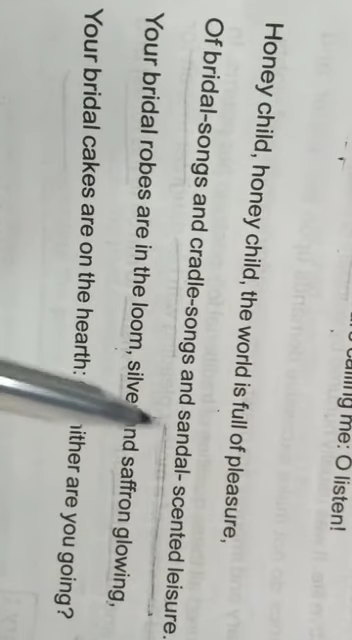 calling me: O listen!
Honey child, honey child, the world is full of pleasure,
Of bridal-songs and cradle-songs and sandal-scented leisure.
Your bridal robes are in the loom, silve nd saffron glowing,
Your bridal cakes are on the hearth: ither are you going?